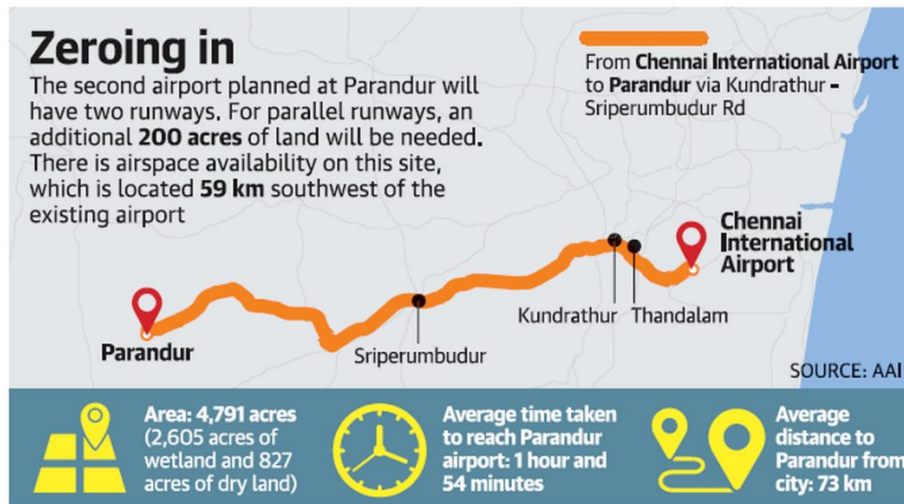 Zeroing in
The second airport planned at Parandur will
have two runways. For parallel runways, an
additional 200 acres of land will be needed.
There is airspace availability on this site,
which is located 59 km southwest of the
existing airport
From Chennai International Airport
to Parandur via Kundrathur -
Sriperumbudur Rd
Chennai
International
Airport
Kundrathur
Thandalam
Sriperumbudur
Parandur
SOURCE: AAI
Area: 4,791 acres
(2,605 acres of
wetland and 827
acres of dry land)
Average time taken
to reach Parandur
airport: 1 hour and
54 minutes
Average
distance to
Parandur from
city: 73 km